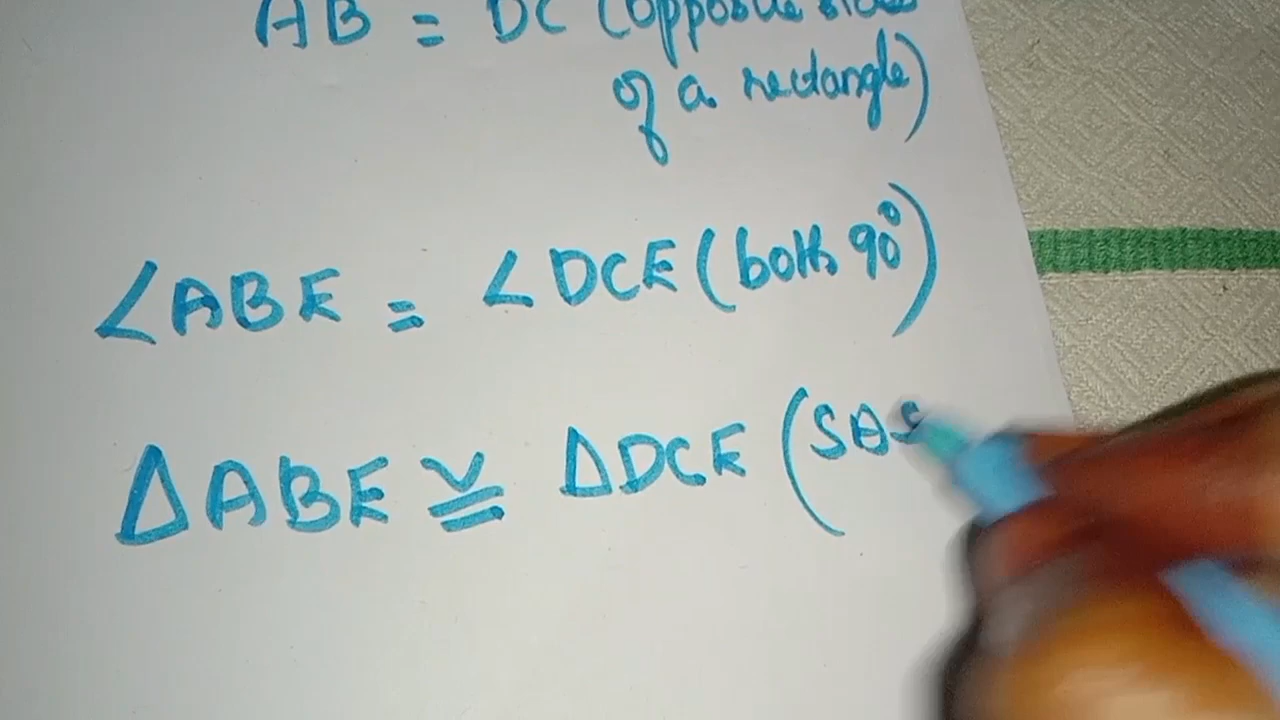 AB = DC (opposite sides
of a rectangle)
∠ABE = ∠DCE (both 90°)
ΔABE ≅ ΔDCE (SAS